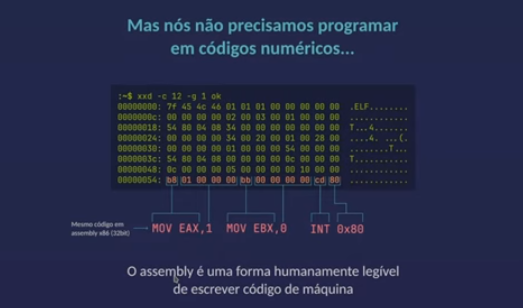 Mas nós não precisamos programar
em códigos numéricos...
:~$ xxd -c 12 -g 1 ok
00000000: 7f 45 4c 46 01 01 01 00 00 00 00 00 .ELF........
0000000c: 00 00 00 00 02 00 03 00 01 00 00 00 ............
00000018: 54 80 04 08 34 00 00 00 00 00 00 00 T...4.......
00000024: 00 00 00 00 34 00 20 00 01 00 28 00 ....4. ...(.
00000030: 00 00 00 00 01 00 00 00 54 00 00 00 ........T...
0000003c: 54 80 04 08 00 00 00 00 0c 00 00 00 T...........
00000048: 0c 00 00 00 05 00 00 00 00 10 00 00 ............
00000054: b8 01 00 00 00 bb 00 00 00 00 cd 80 ............
Mesmo código em
assembly x86 (32bit)
MOV EAX,1 MOV EBX,0 INT 0x80
O assembly é uma forma humanamente legível
de escrever código de máquina